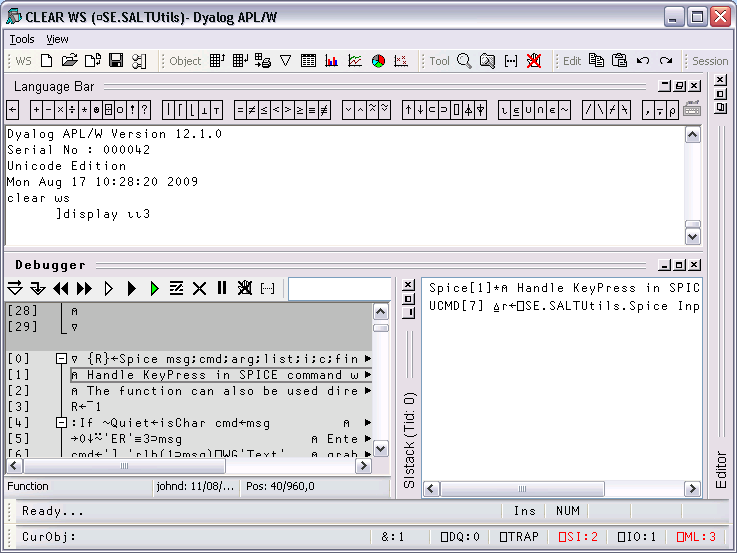 CLEAR WS (⎕SE.SALTUtils)- Dyalog APL/W
Tools View
WS Object Tool Edit Session
Language Bar
← + - × ÷ * ⍟ ⌹ ○ ! ? | ⌈ ⌊ ⊥ ⊤ = ≠ ≤ < > ≥ ≡ ≢ ∨ ∧ ⍱ ⍲ ↑ ↓ ⊂ ⊃ ⌷ ⍋ ⍒ ⍳ ∪ ∩ ∊ ~ / \ ⌿ ⍀ , ⍪ ⍴
Dyalog APL/W Version 12.1.0
Serial No : 000042
Unicode Edition
Mon Aug 17 10:28:20 2009
clear ws
]display ⍳⍳3
Debugger
[28] ⍝
[29] ∇
[0] ∇ {R}←Spice msg;cmd;arg;list;i;c;fin
[1] ⍝ Handle KeyPress in SPICE command w
[2] ⍝ The function can also be used dire
[3] R←¯1
[4] :If ~Quiet←isChar cmd←msg ⍝
[5] →0↓⍨'ER'≡3⊃msg ⍝ Ente
[6] cmd←']'rlb(1⊃msg)⎕WG'Text' ⍝ grab
Function johnd: 11/08/... Pos: 40/960,0
SIstack (Tid: 0)
Spice[1]*⍝ Handle KeyPress in SPIC
UCMD[7] ∆r←⎕SE.SALTUtils.Spice Inp
Editor
Ready... Ins NUM
CurObj: &:1 ⎕DQ:0 ⎕TRAP ⎕SI:2 ⎕IO:1 ⎕ML:3